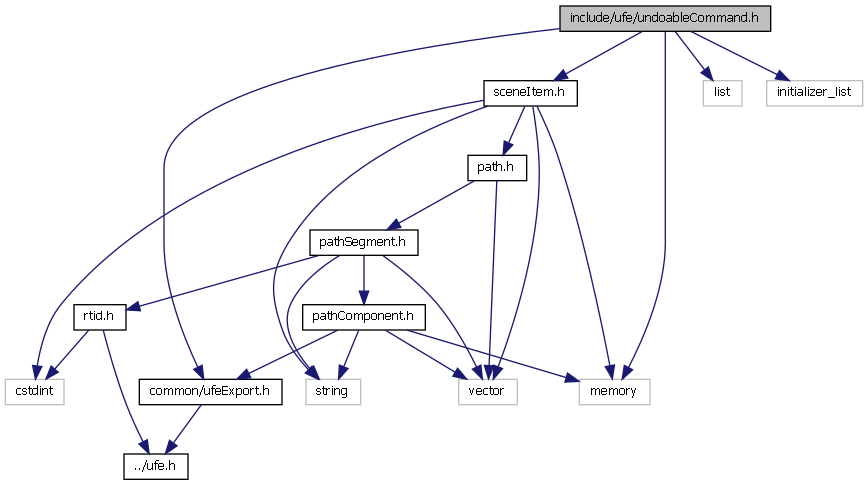 include/ufe/undoableCommand.h
sceneItem.h
list
initializer_list
path.h
pathSegment.h
rtid.h
pathComponent.h
cstdint
common/ufeExport.h
string
vector
memory
../ufe.h